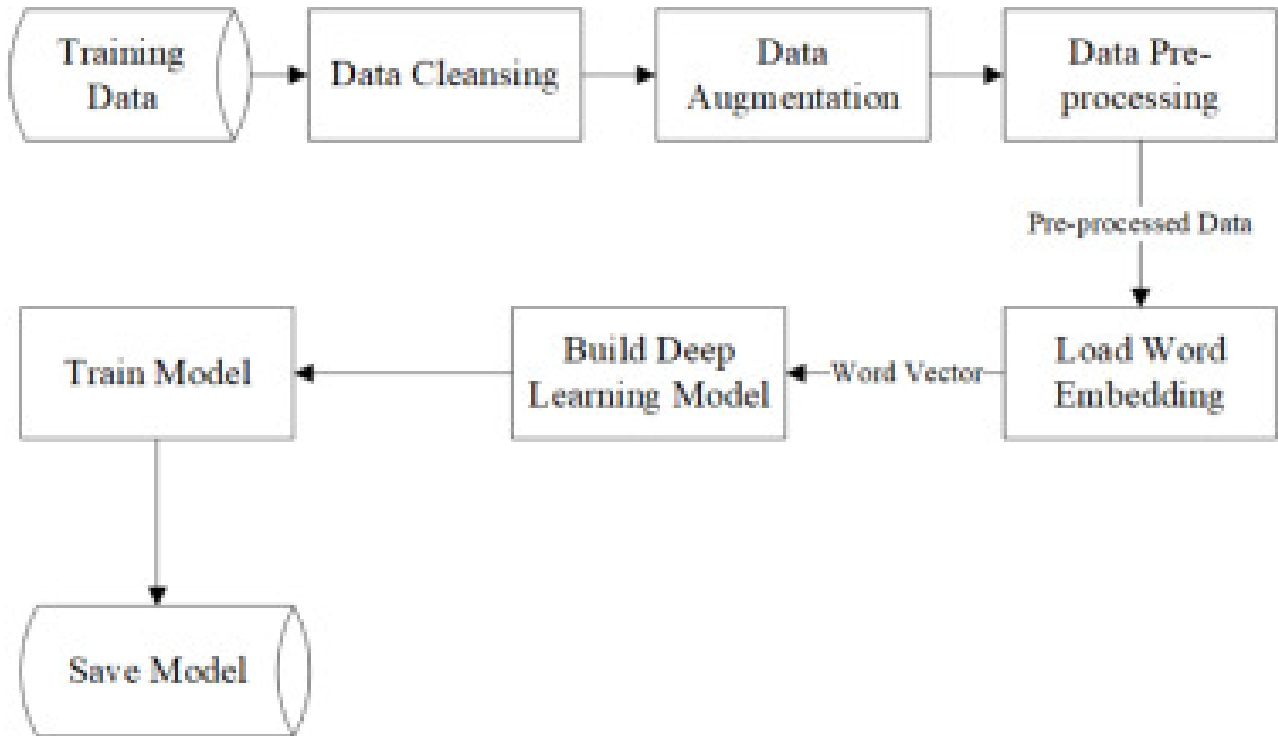 Training
Data
Data Cleansing
Data
Augmentation
Data Pre-
processing
Pre-processed Data
Load Word
Embedding
Word Vector
Build Deep
Learning Model
Train Model
Save Model